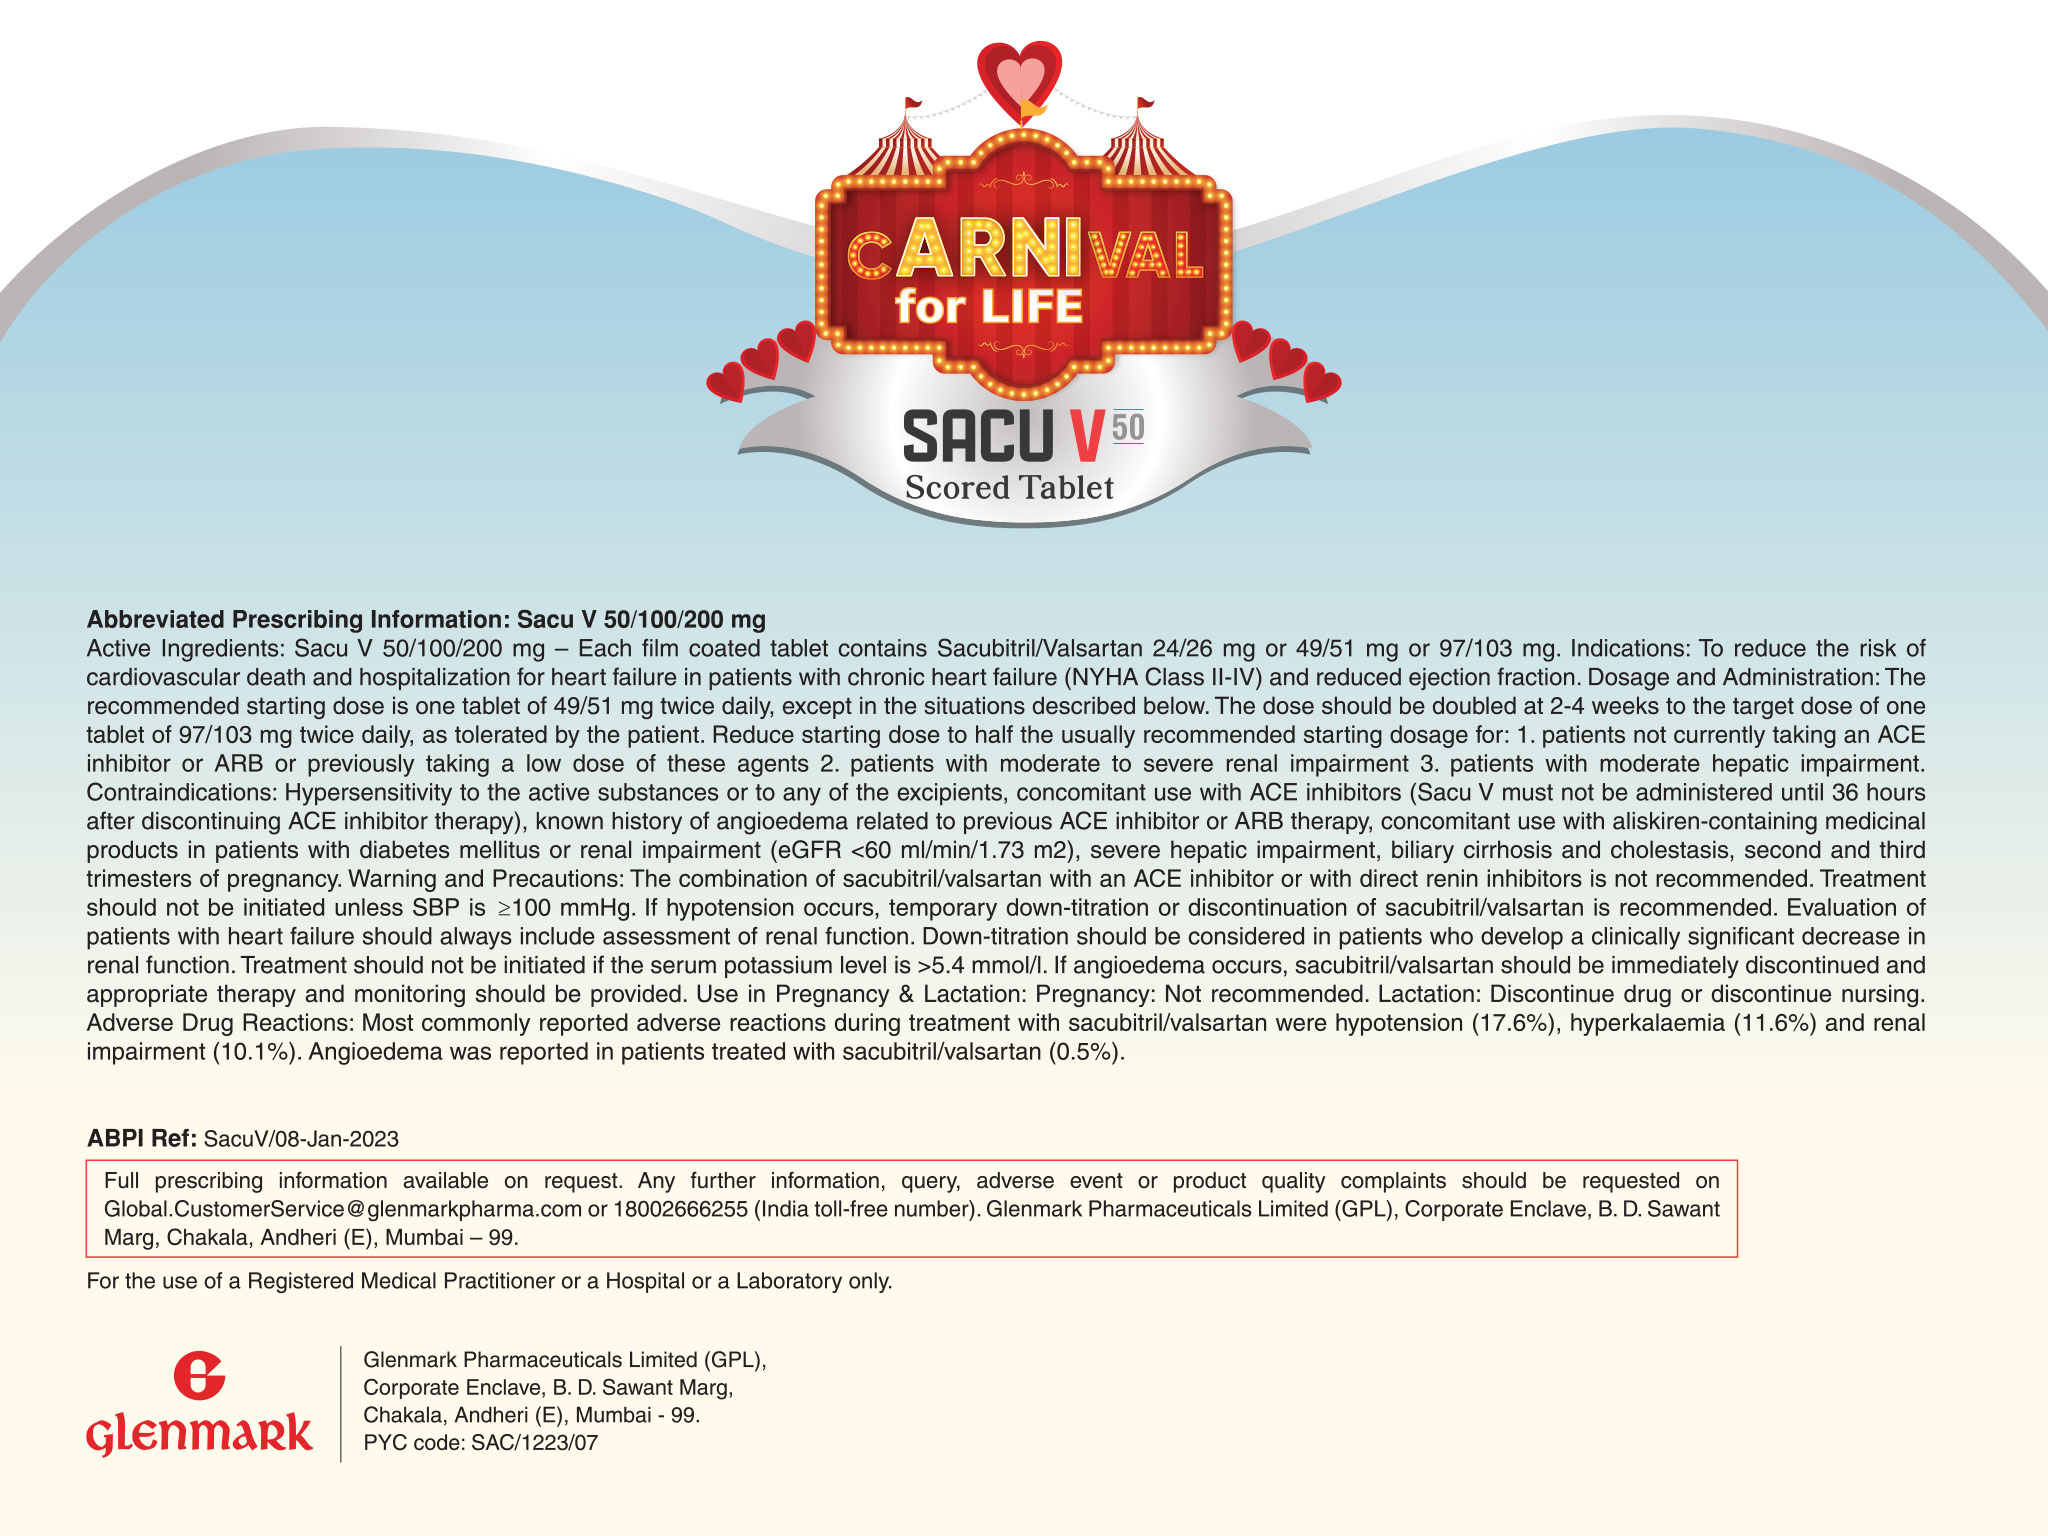 CARNIVAL
for LIFE
SACU V 50
Scored Tablet
Abbreviated Prescribing Information: Sacu V 50/100/200 mg
Active Ingredients: Sacu V 50/100/200 mg – Each film coated tablet contains Sacubitril/Valsartan 24/26 mg or 49/51 mg or 97/103 mg. Indications: To reduce the risk of
cardiovascular death and hospitalization for heart failure in patients with chronic heart failure (NYHA Class II-IV) and reduced ejection fraction. Dosage and Administration: The
recommended starting dose is one tablet of 49/51 mg twice daily, except in the situations described below. The dose should be doubled at 2-4 weeks to the target dose of one
tablet of 97/103 mg twice daily, as tolerated by the patient. Reduce starting dose to half the usually recommended starting dosage for: 1. patients not currently taking an ACE
inhibitor or ARB or previously taking a low dose of these agents 2. patients with moderate to severe renal impairment 3. patients with moderate hepatic impairment.
Contraindications: Hypersensitivity to the active substances or to any of the excipients, concomitant use with ACE inhibitors (Sacu V must not be administered until 36 hours
after discontinuing ACE inhibitor therapy), known history of angioedema related to previous ACE inhibitor or ARB therapy, concomitant use with aliskiren-containing medicinal
products in patients with diabetes mellitus or renal impairment (eGFR <60 ml/min/1.73 m2), severe hepatic impairment, biliary cirrhosis and cholestasis, second and third
trimesters of pregnancy. Warning and Precautions: The combination of sacubitril/valsartan with an ACE inhibitor or with direct renin inhibitors is not recommended. Treatment
should not be initiated unless SBP is ≥100 mmHg. If hypotension occurs, temporary down-titration or discontinuation of sacubitril/valsartan is recommended. Evaluation of
patients with heart failure should always include assessment of renal function. Down-titration should be considered in patients who develop a clinically significant decrease in
renal function. Treatment should not be initiated if the serum potassium level is >5.4 mmol/l. If angioedema occurs, sacubitril/valsartan should be immediately discontinued and
appropriate therapy and monitoring should be provided. Use in Pregnancy & Lactation: Pregnancy: Not recommended. Lactation: Discontinue drug or discontinue nursing.
Adverse Drug Reactions: Most commonly reported adverse reactions during treatment with sacubitril/valsartan were hypotension (17.6%), hyperkalaemia (11.6%) and renal
impairment (10.1%). Angioedema was reported in patients treated with sacubitril/valsartan (0.5%).
ABPI Ref: SacuV/08-Jan-2023
Full prescribing information available on request. Any further information, query, adverse event or product quality complaints should be requested on
Global.CustomerService@glenmarkpharma.com or 18002666255 (India toll-free number). Glenmark Pharmaceuticals Limited (GPL), Corporate Enclave, B. D. Sawant
Marg, Chakala, Andheri (E), Mumbai – 99.
For the use of a Registered Medical Practitioner or a Hospital or a Laboratory only.
glenmark
Glenmark Pharmaceuticals Limited (GPL),
Corporate Enclave, B. D. Sawant Marg,
Chakala, Andheri (E), Mumbai - 99.
PYC code: SAC/1223/07